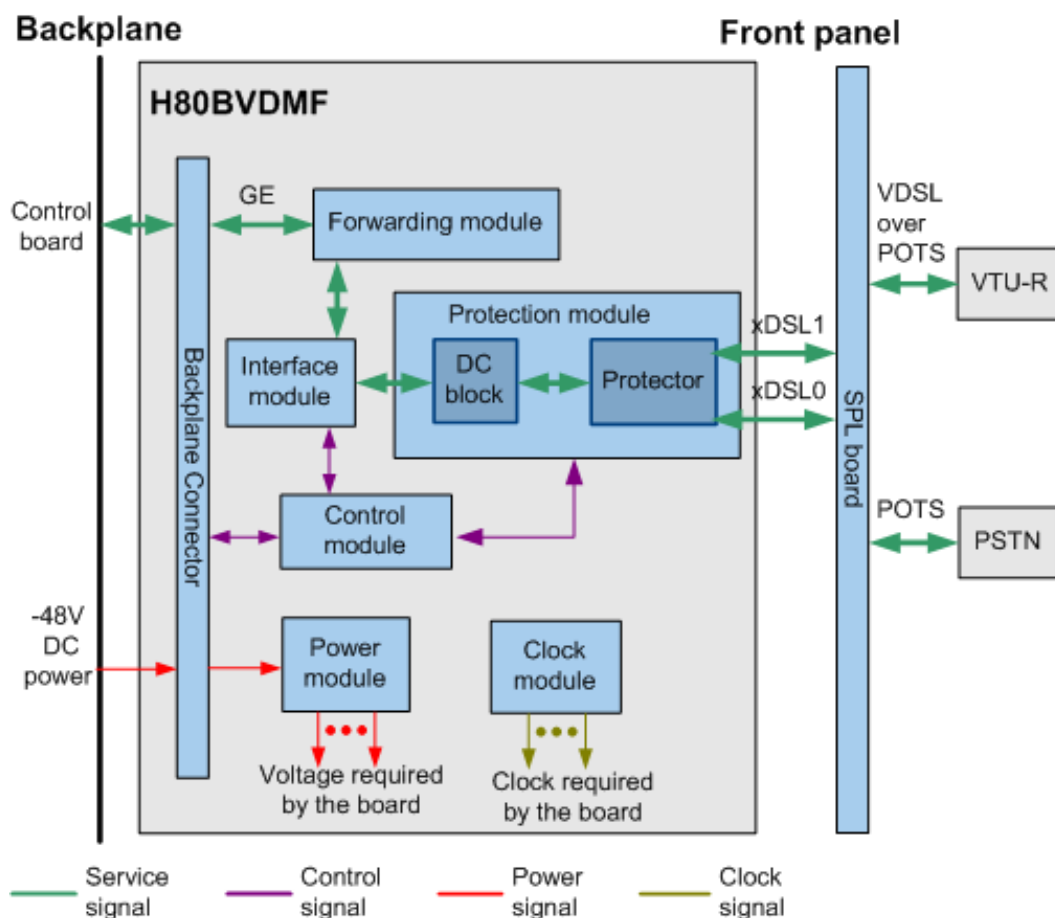 Backplane
Front panel
H80BVDMF
Control
board
GE
Forwarding module
VDSL
over
POTS
VTU-R
Protection module
xDSL1
Interface
module
DC
block
Protector
xDSL0
Backplane Connector
SPL board
Control
module
POTS
PSTN
-48V
DC
power
Power
module
Clock
module
Voltage required
by the board
Clock required
by the board
Service
signal
Control
signal
Power
signal
Clock
signal